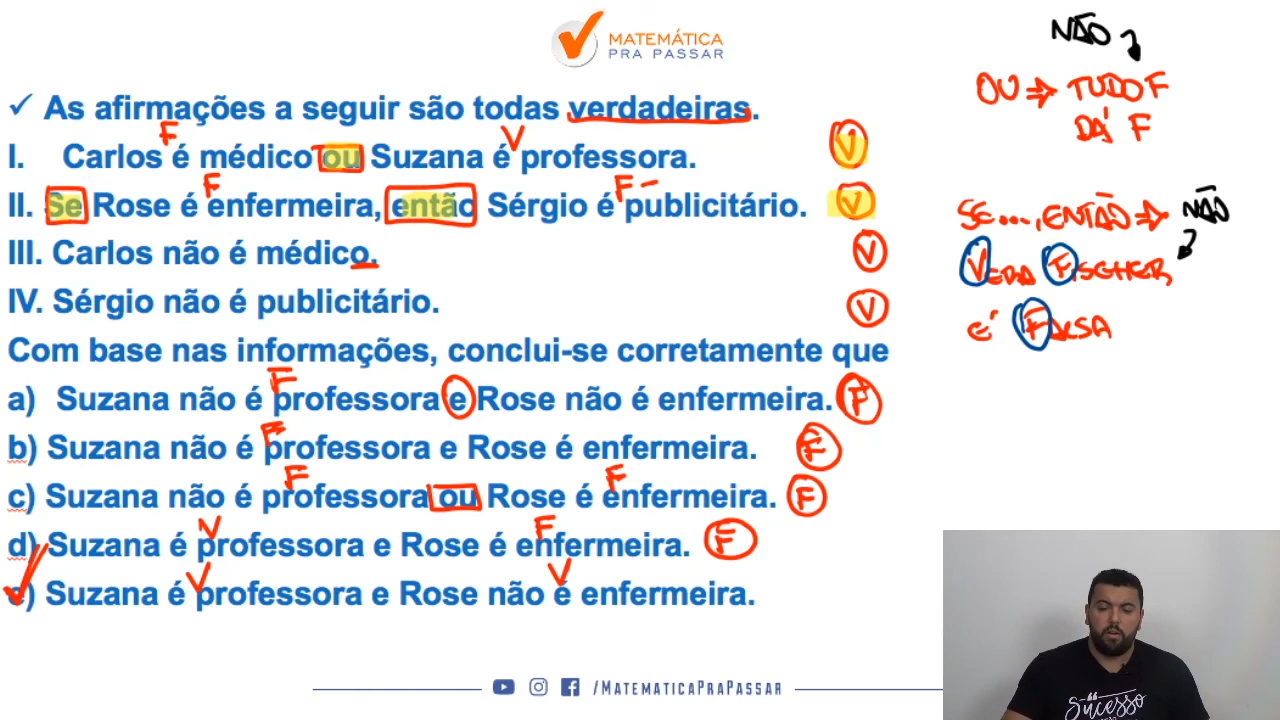 MATEMÁTICA
PRA PASSAR
NÃO
OU ⇒ TUDO F
DÁ F
✓ As afirmações a seguir são todas verdadeiras.
F V
I. Carlos é médico ou Suzana é professora. V
F F
II. Se Rose é enfermeira, então Sérgio é publicitário. V
III. Carlos não é médico. V
IV. Sérgio não é publicitário. V
SE..., ENTÃO ⇒ NÃO
VERA FISCHER
É FALSA
Com base nas informações, conclui-se corretamente que
F
a) Suzana não é professora e Rose não é enfermeira. F
F
b) Suzana não é professora e Rose é enfermeira. F
F F
c) Suzana não é professora ou Rose é enfermeira. F
V F
d) Suzana é professora e Rose é enfermeira. F
V V
e) Suzana é professora e Rose não é enfermeira.
/MATEMATICAPRAPASSAR
"Sucesso